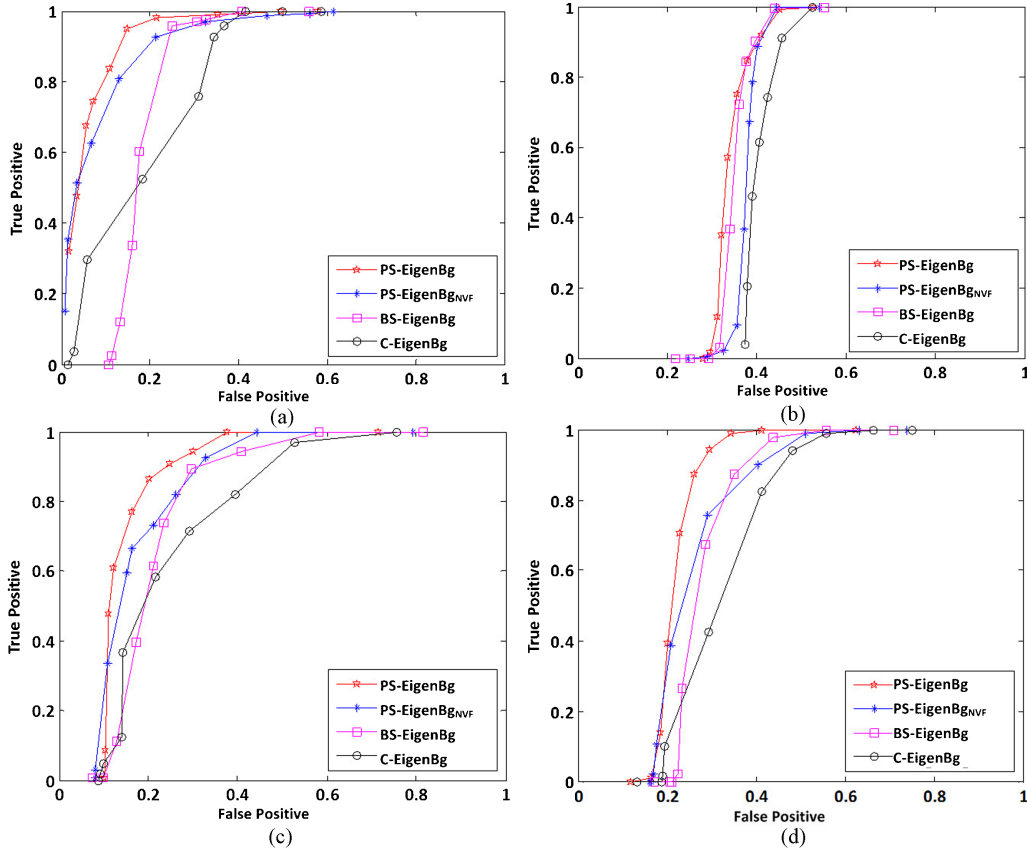 1
0.8
0.6
0.4
0.2
0
True Positive
0 0.2 0.4 0.6 0.8 1
False Positive
PS-EigenBg
PS-EigenBgNVF
BS-EigenBg
C-EigenBg
(a)
1
0.8
0.6
0.4
0.2
0
True Positive
0 0.2 0.4 0.6 0.8 1
False Positive
PS-EigenBg
PS-EigenBgNVF
BS-EigenBg
C-EigenBg
(b)
1
0.8
0.6
0.4
0.2
0
True Positive
0 0.2 0.4 0.6 0.8 1
False Positive
PS-EigenBg
PS-EigenBgNVF
BS-EigenBg
C-EigenBg
(c)
1
0.8
0.6
0.4
0.2
0
True Positive
0 0.2 0.4 0.6 0.8 1
False Positive
PS-EigenBg
PS-EigenBgNVF
BS-EigenBg
C-EigenBg
(d)